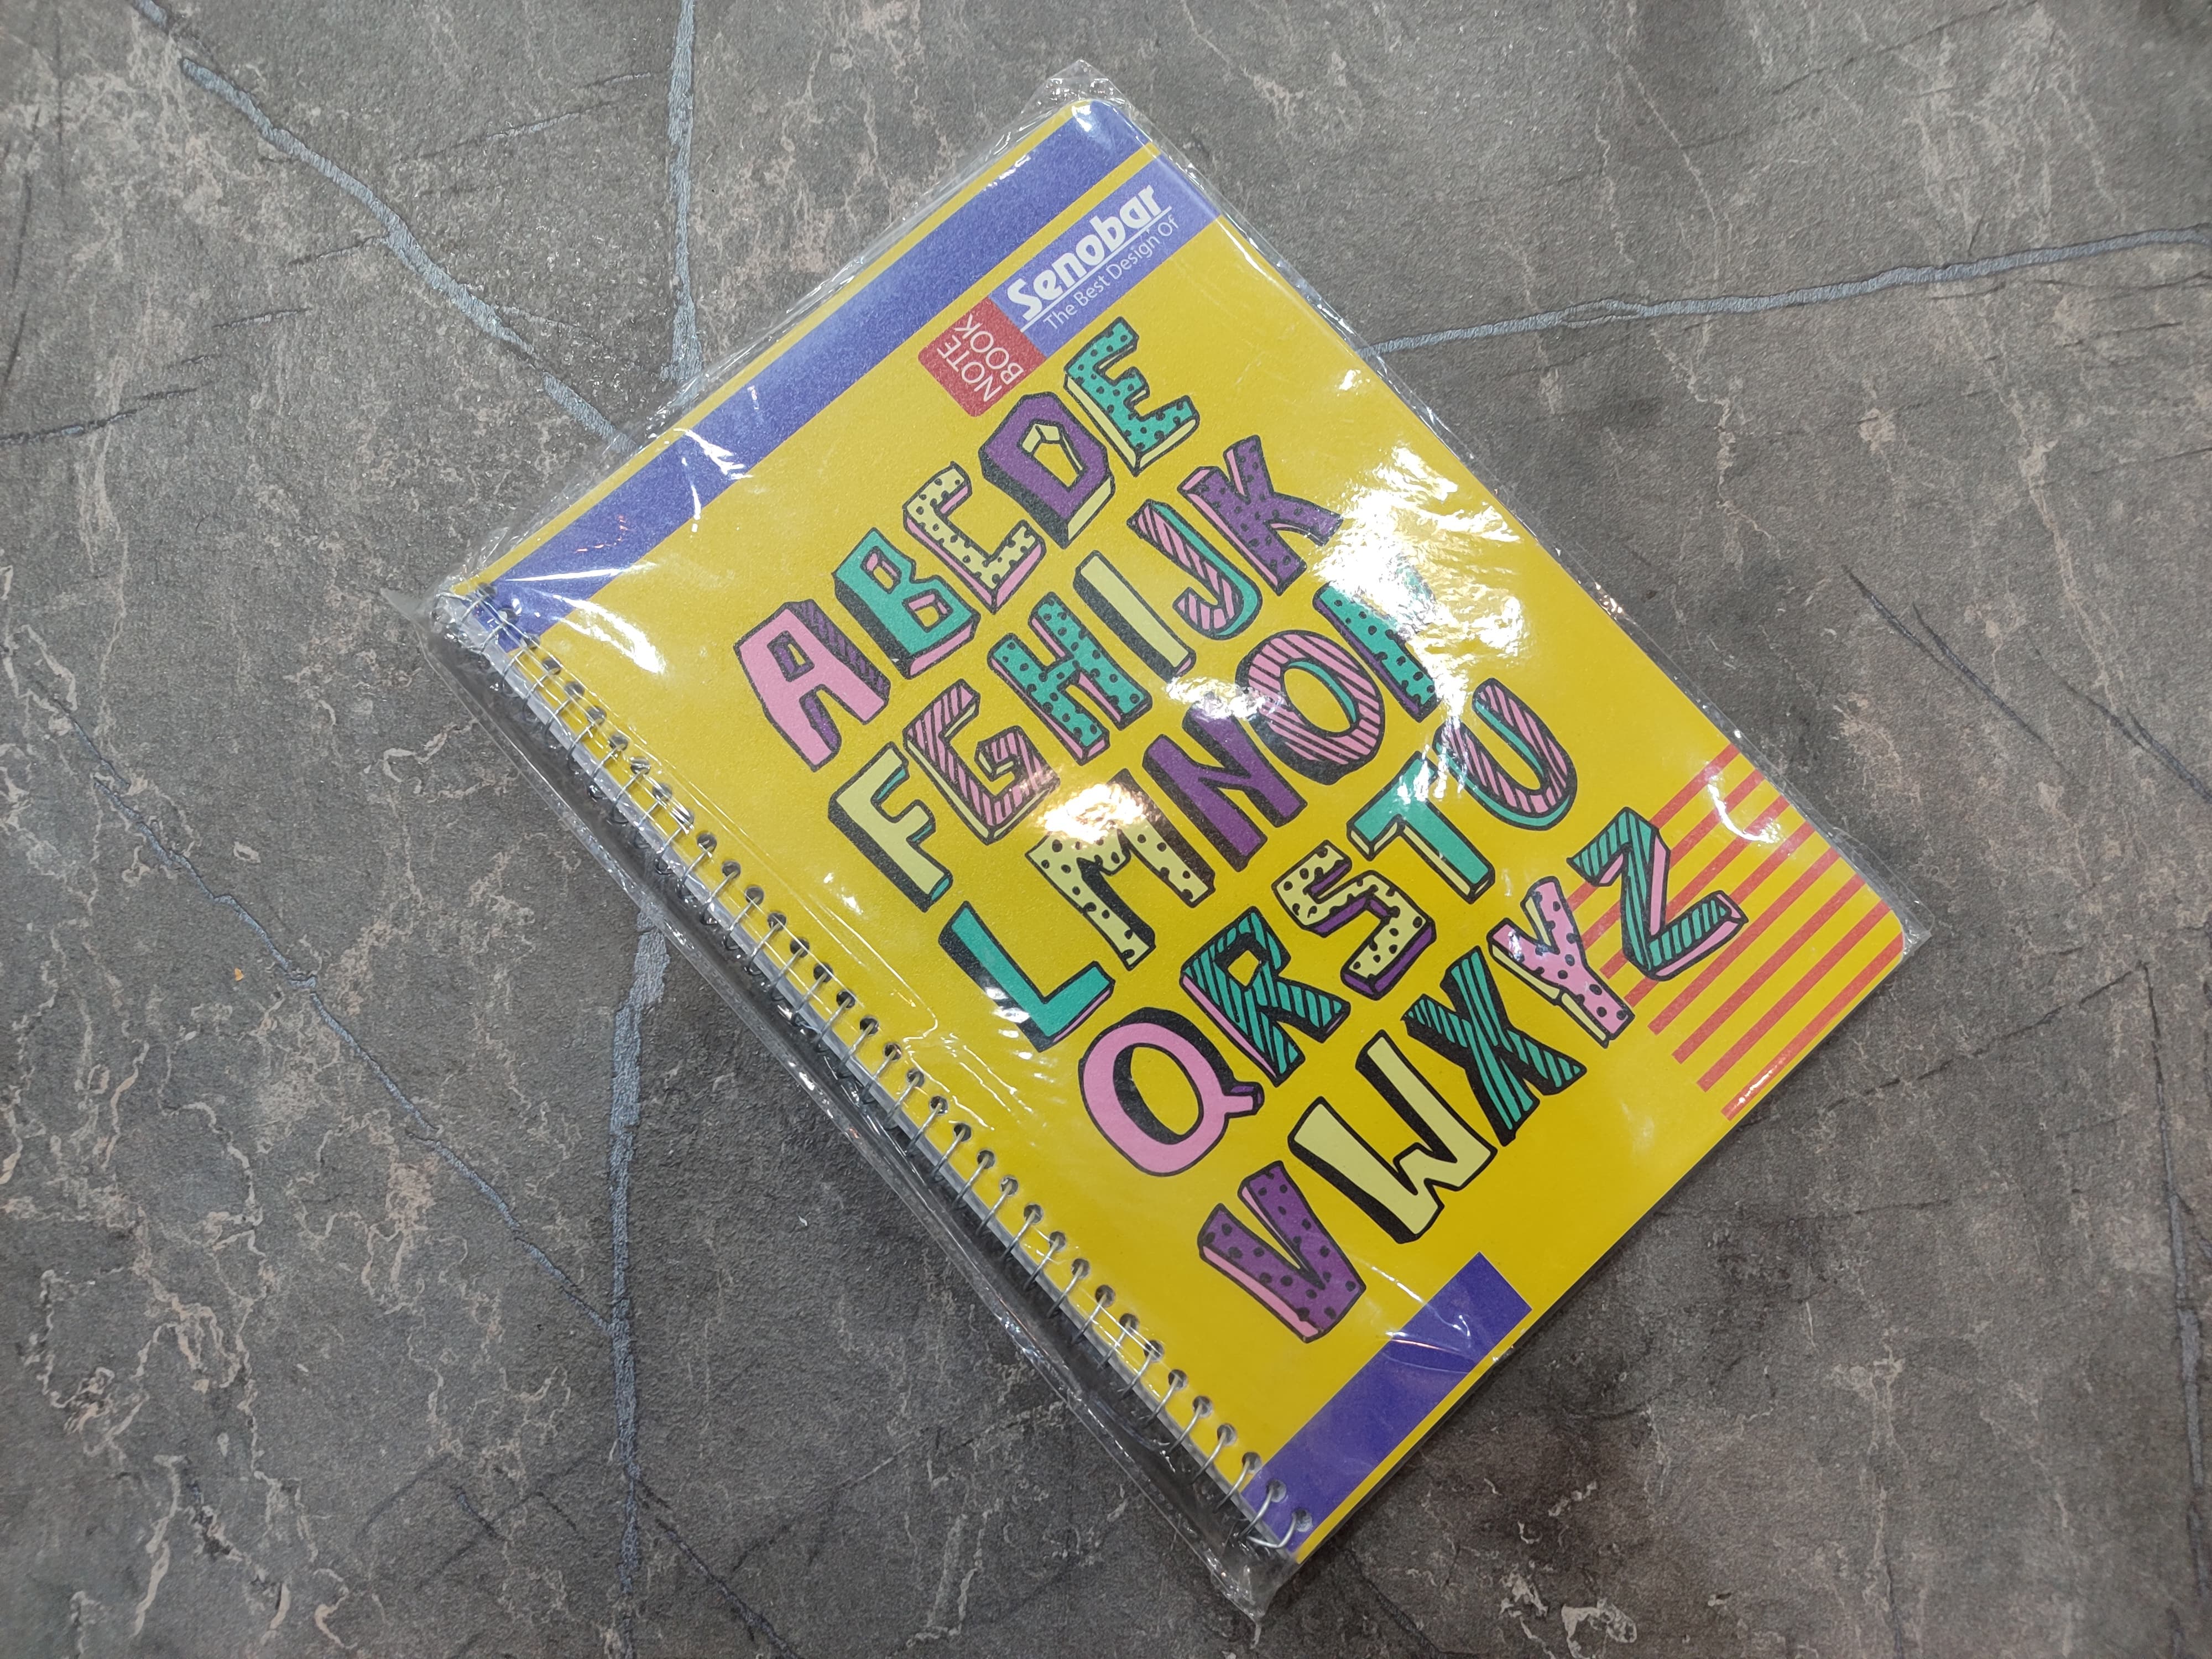 Senobar
The Best Design Of
NOTE
BOOK
ABCDE
FGHIJK
LMNOP
QRSTU
VWXYZ